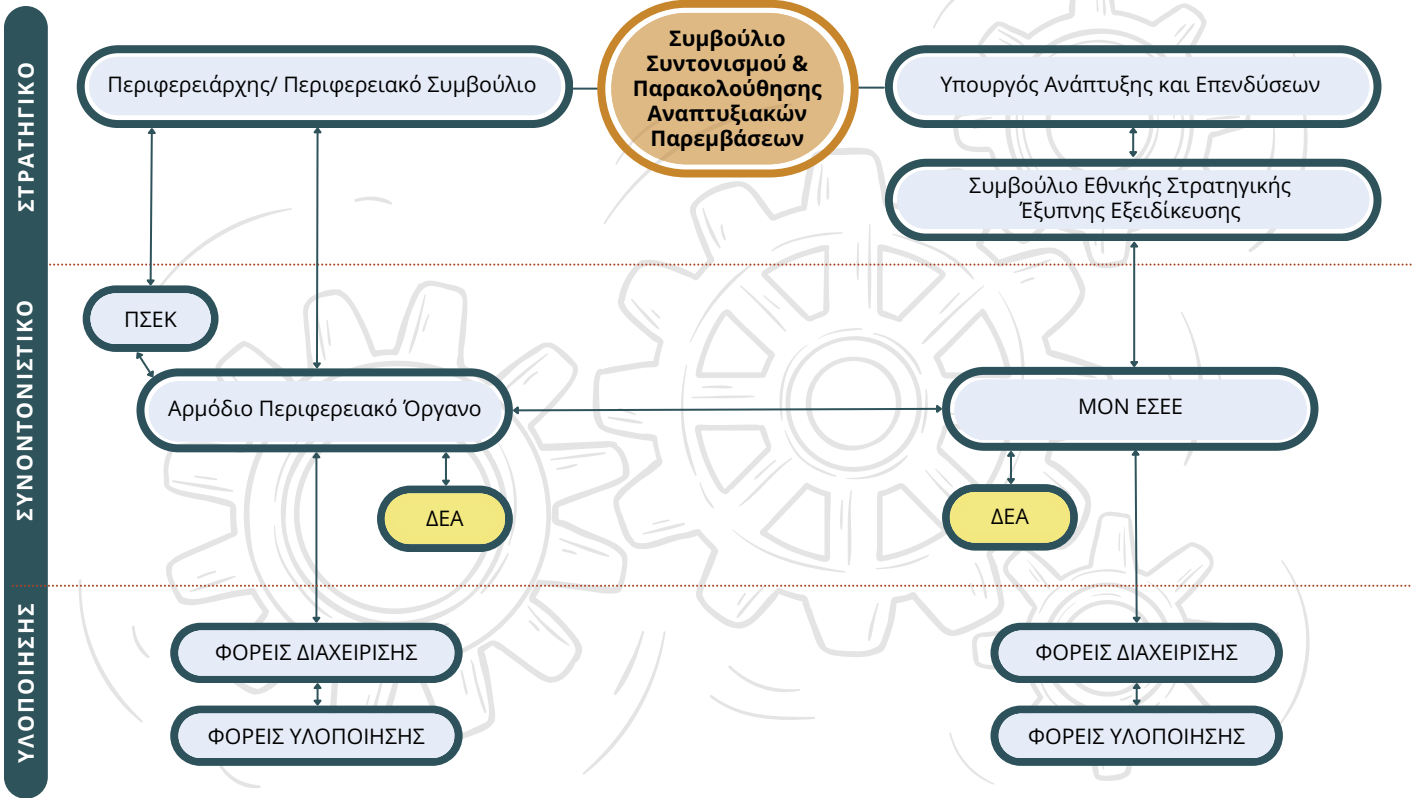 ΣΤΡΑΤΗΓΙΚΟ
Περιφερειάρχης/ Περιφερειακό Συμβούλιο
Συμβούλιο
Συντονισμού &
Παρακολούθησης
Αναπτυξιακών
Παρεμβάσεων
Υπουργός Ανάπτυξης και Επενδύσεων
Συμβούλιο Εθνικής Στρατηγικής
Έξυπνης Εξειδίκευσης
ΣΥΝΟΝΤΟΝΙΣΤΙΚΟ
ΠΣΕΚ
Αρμόδιο Περιφερειακό Όργανο
ΜΟΝ ΕΣΕΕ
ΔΕΑ
ΔΕΑ
ΥΛΟΠΟΙΗΣΗΣ
ΦΟΡΕΙΣ ΔΙΑΧΕΙΡΙΣΗΣ
ΦΟΡΕΙΣ ΔΙΑΧΕΙΡΙΣΗΣ
ΦΟΡΕΙΣ ΥΛΟΠΟΙΗΣΗΣ
ΦΟΡΕΙΣ ΥΛΟΠΟΙΗΣΗΣ